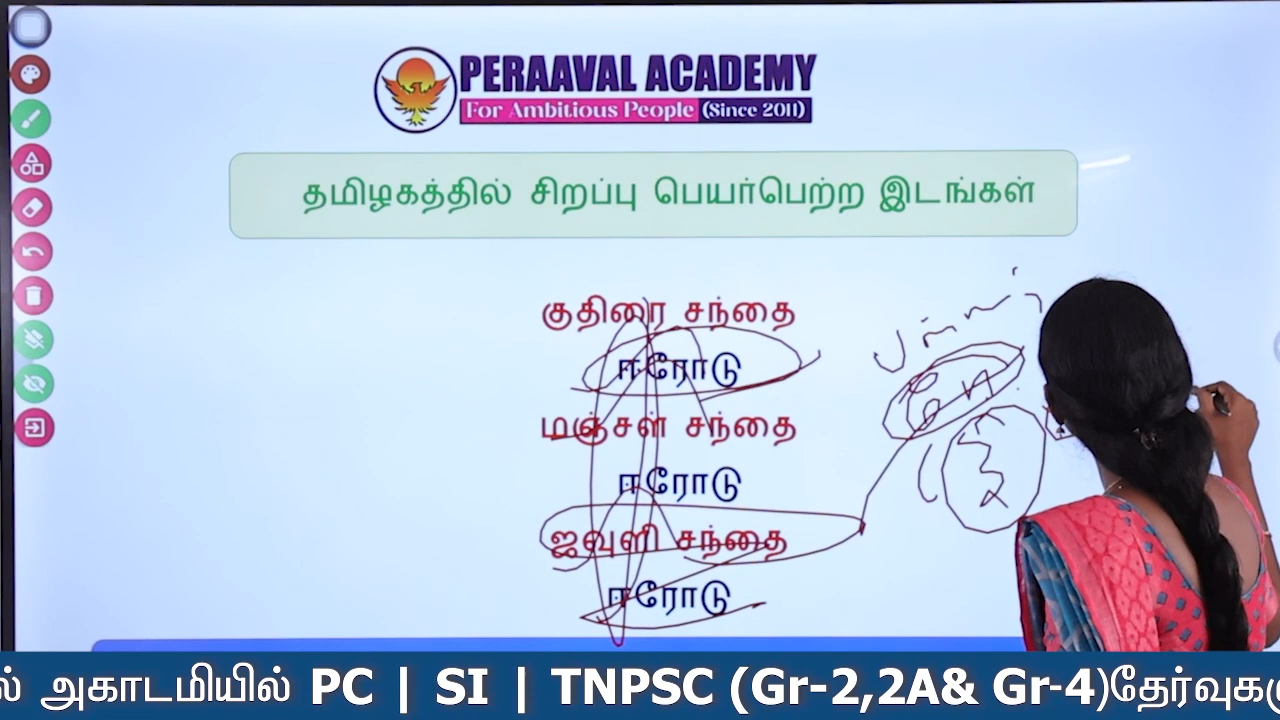 PERAAVAL ACADEMY
For Ambitious People (Since 2011)
தமிழகத்தில் சிறப்பு பெயர்பெற்ற இடங்கள்
குதிரை சந்தை
ஈரோடு
மஞ்சள் சந்தை
ஈரோடு
ஜவுளி சந்தை
ஈரோடு
அகாடமியில் PC | SI | TNPSC (Gr-2,2A& Gr-4)